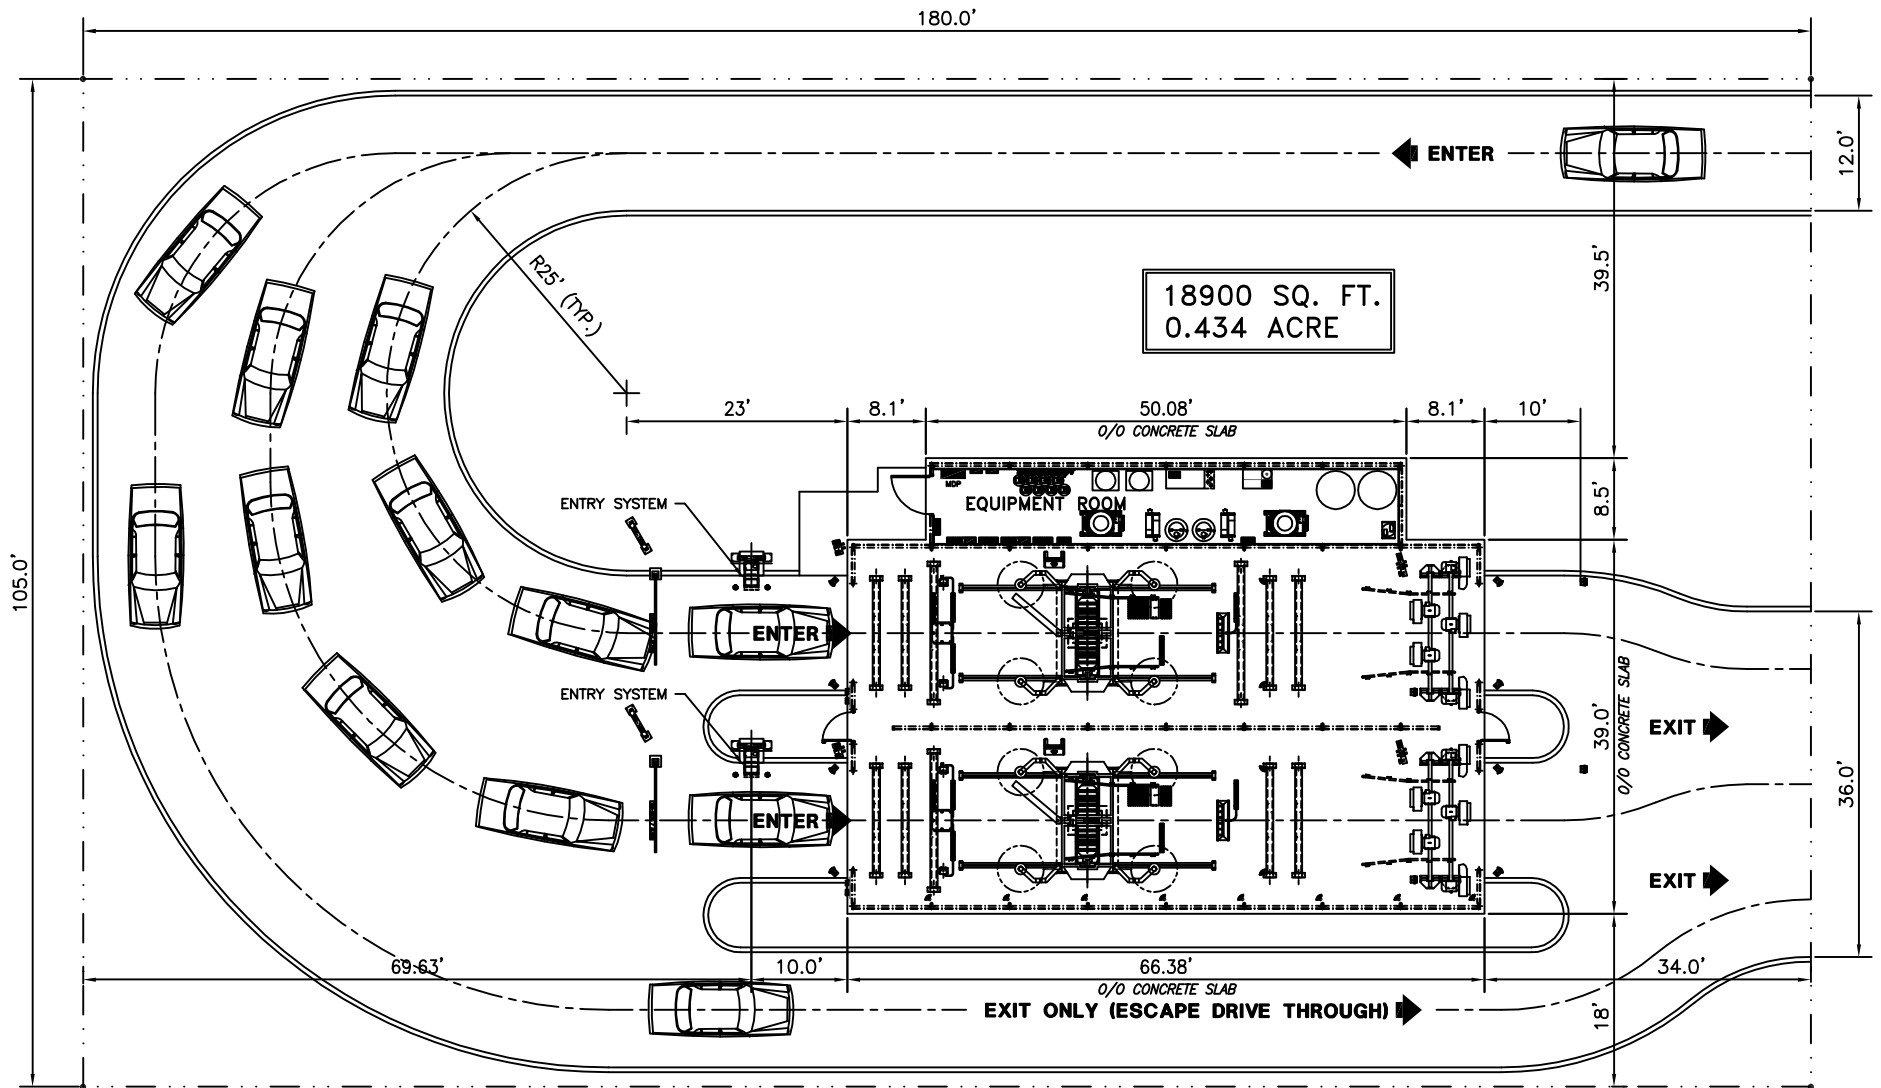 180.0'
ENTER
12.0'
39.5'
R25' (TYP.)
18900 SQ. FT.
0.434 ACRE
23'
8.1'
50.08'
8.1'
10'
O/O CONCRETE SLAB
MDP
ENTRY SYSTEM
EQUIPMENT ROOM
8.5'
105.0'
ENTER
ENTRY SYSTEM
39.0'
O/O CONCRETE SLAB
EXIT
36.0'
ENTER
EXIT
69.63'
10.0'
66.38'
34.0'
O/O CONCRETE SLAB
EXIT ONLY (ESCAPE DRIVE THROUGH)
18'